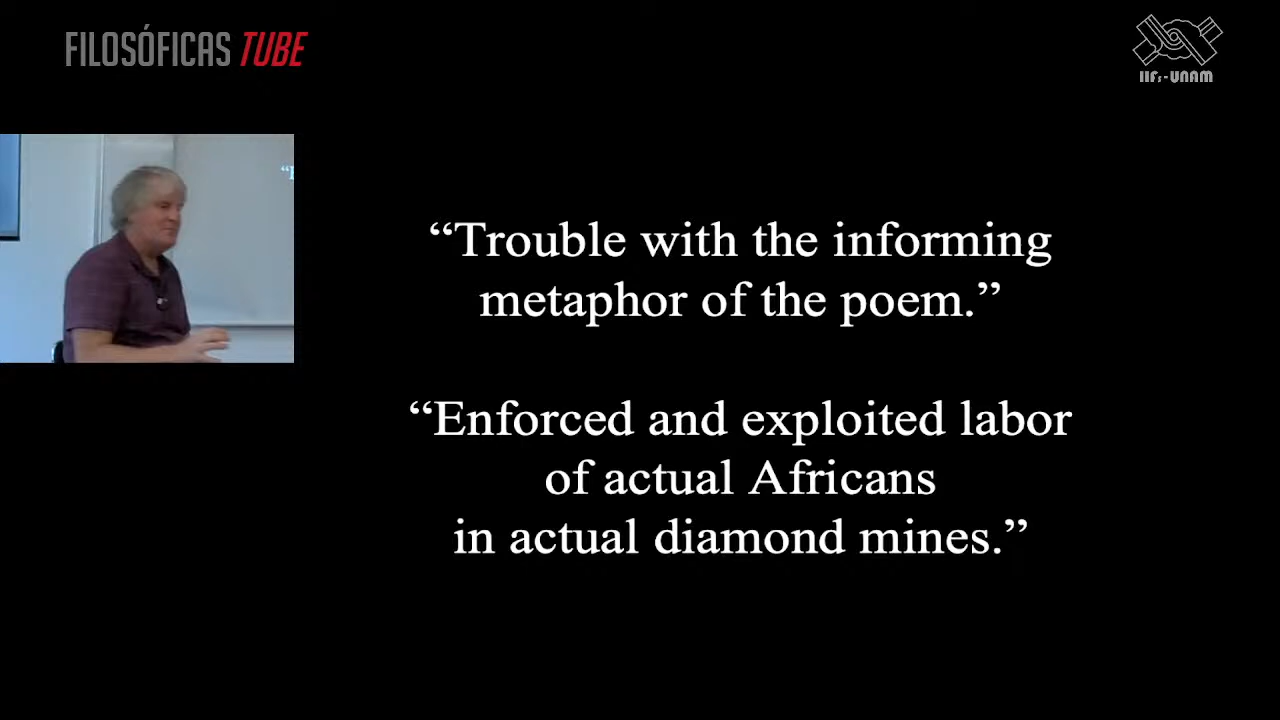 FILOSÓFICAS TUBE
IIFs-UNAM
“Trouble with the informing
metaphor of the poem.”
“Enforced and exploited labor
of actual Africans
in actual diamond mines.”